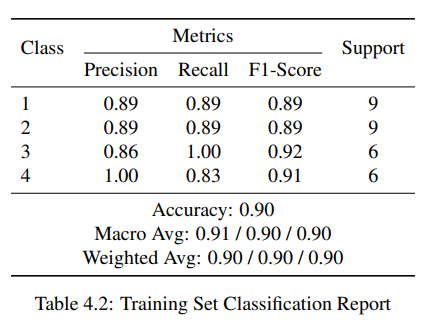 Class Metrics Support
Precision Recall F1-Score
1 0.89 0.89 0.89 9
2 0.89 0.89 0.89 9
3 0.86 1.00 0.92 6
4 1.00 0.83 0.91 6
Accuracy: 0.90
Macro Avg: 0.91 / 0.90 / 0.90
Weighted Avg: 0.90 / 0.90 / 0.90
Table 4.2: Training Set Classification Report